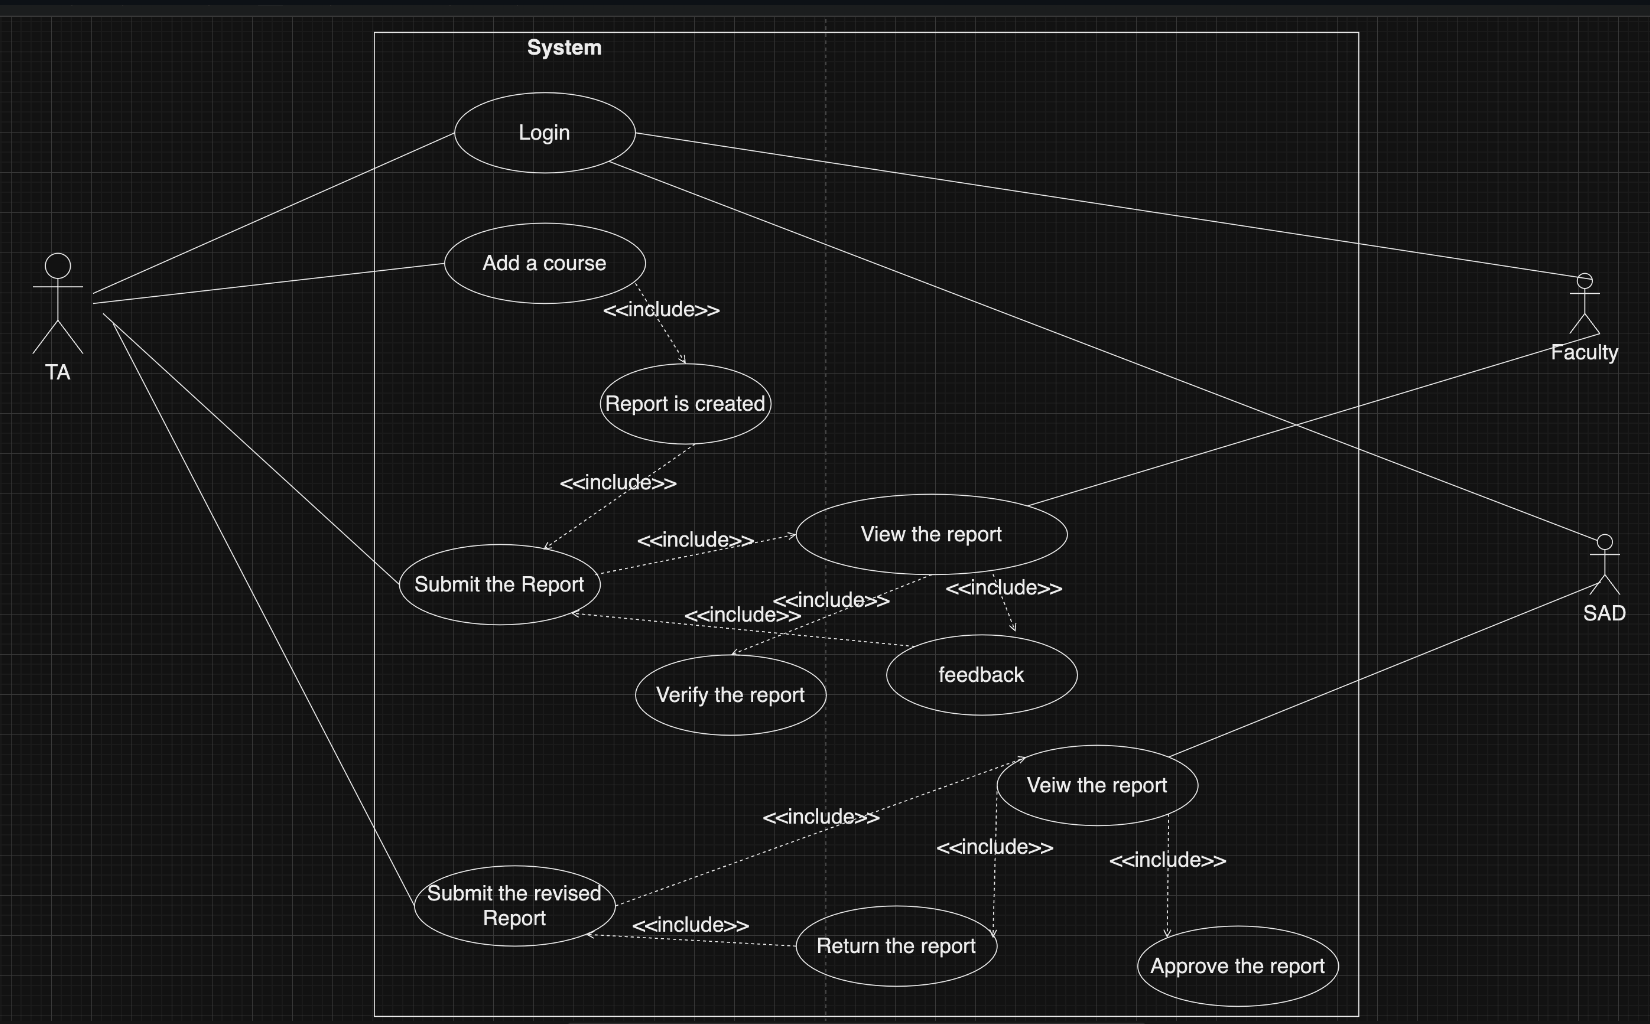 System
Login
Add a course
<<include>>
TA
Faculty
Report is created
<<include>>
<<include>>
View the report
Submit the Report
<<include>>
<<include>>
<<include>>
SAD
feedback
Verify the report
Veiw the report
<<include>>
<<include>>
<<include>>
Submit the revised
Report
<<include>>
Return the report
Approve the report